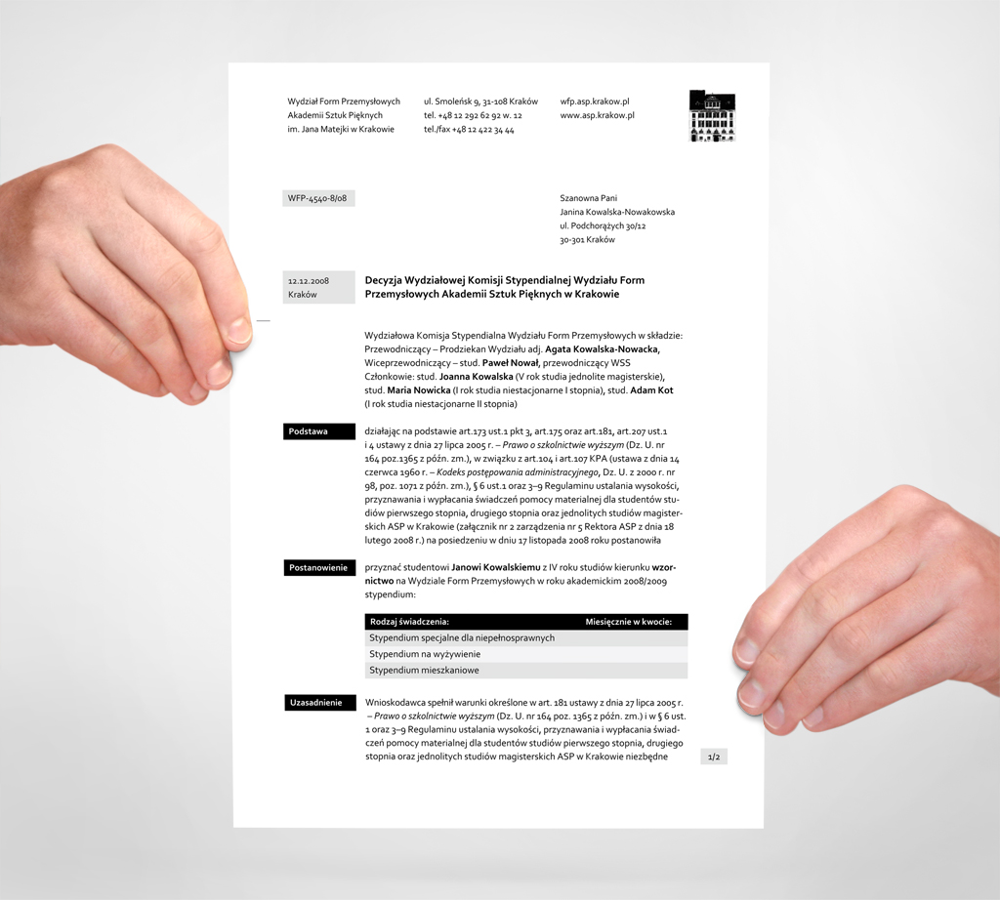 Wydział Form Przemysłowych
Akademii Sztuk Pięknych
im. Jana Matejki w Krakowie
ul. Smoleńsk 9, 31-108 Kraków
tel. +48 12 292 62 92 w. 12
tel./fax +48 12 422 34 44
wfp.asp.krakow.pl
www.asp.krakow.pl
WFP-4540-8/08
Szanowna Pani
Janina Kowalska-Nowakowska
ul. Podchorążych 30/12
30-301 Kraków
12.12.2008
Kraków
Decyzja Wydziałowej Komisji Stypendialnej Wydziału Form
Przemysłowych Akademii Sztuk Pięknych w Krakowie
Wydziałowa Komisja Stypendialna Wydziału Form Przemysłowych w składzie:
Przewodniczący – Prodziekan Wydziału adj. Agata Kowalska-Nowacka,
Wiceprzewodniczący – stud. Paweł Nował, przewodniczący WSS
Członkowie: stud. Joanna Kowalska (V rok studia jednolite magisterskie),
stud. Maria Nowicka (I rok studia niestacjonarne I stopnia), stud. Adam Kot
(I rok studia niestacjonarne II stopnia)
Podstawa
działając na podstawie art.173 ust.1 pkt 3, art.175 oraz art.181, art.207 ust.1
i 4 ustawy z dnia 27 lipca 2005 r. – Prawo o szkolnictwie wyższym (Dz. U. nr
164 poz.1365 z późn. zm.), w związku z art.104 i art.107 KPA (ustawa z dnia 14
czerwca 1960 r. – Kodeks postępowania administracyjnego, Dz. U. z 2000 r. nr
98, poz. 1071 z późn. zm.), § 6 ust.1 oraz 3–9 Regulaminu ustalania wysokości,
przyznawania i wypłacania świadczeń pomocy materialnej dla studentów stu-
diów pierwszego stopnia, drugiego stopnia oraz jednolitych studiów magister-
skich ASP w Krakowie (załącznik nr 2 zarządzenia nr 5 Rektora ASP z dnia 18
lutego 2008 r.) na posiedzeniu w dniu 17 listopada 2008 roku postanowiła
Postanowienie
przyznać studentowi Janowi Kowalskiemu z IV roku studiów kierunku wzor-
nictwo na Wydziale Form Przemysłowych w roku akademickim 2008/2009
stypendium:
Rodzaj świadczenia: Miesięcznie w kwocie:
Stypendium specjalne dla niepełnosprawnych
Stypendium na wyżywienie
Stypendium mieszkaniowe
Uzasadnienie
Wnioskodawca spełnił warunki określone w art. 181 ustawy z dnia 27 lipca 2005 r.
– Prawo o szkolnictwie wyższym (Dz. U. nr 164 poz. 1365 z późn. zm.) i w § 6 ust.
1 oraz 3–9 Regulaminu ustalania wysokości, przyznawania i wypłacania świad-
czeń pomocy materialnej dla studentów studiów pierwszego stopnia, drugiego
stopnia oraz jednolitych studiów magisterskich ASP w Krakowie niezbędne
1/2